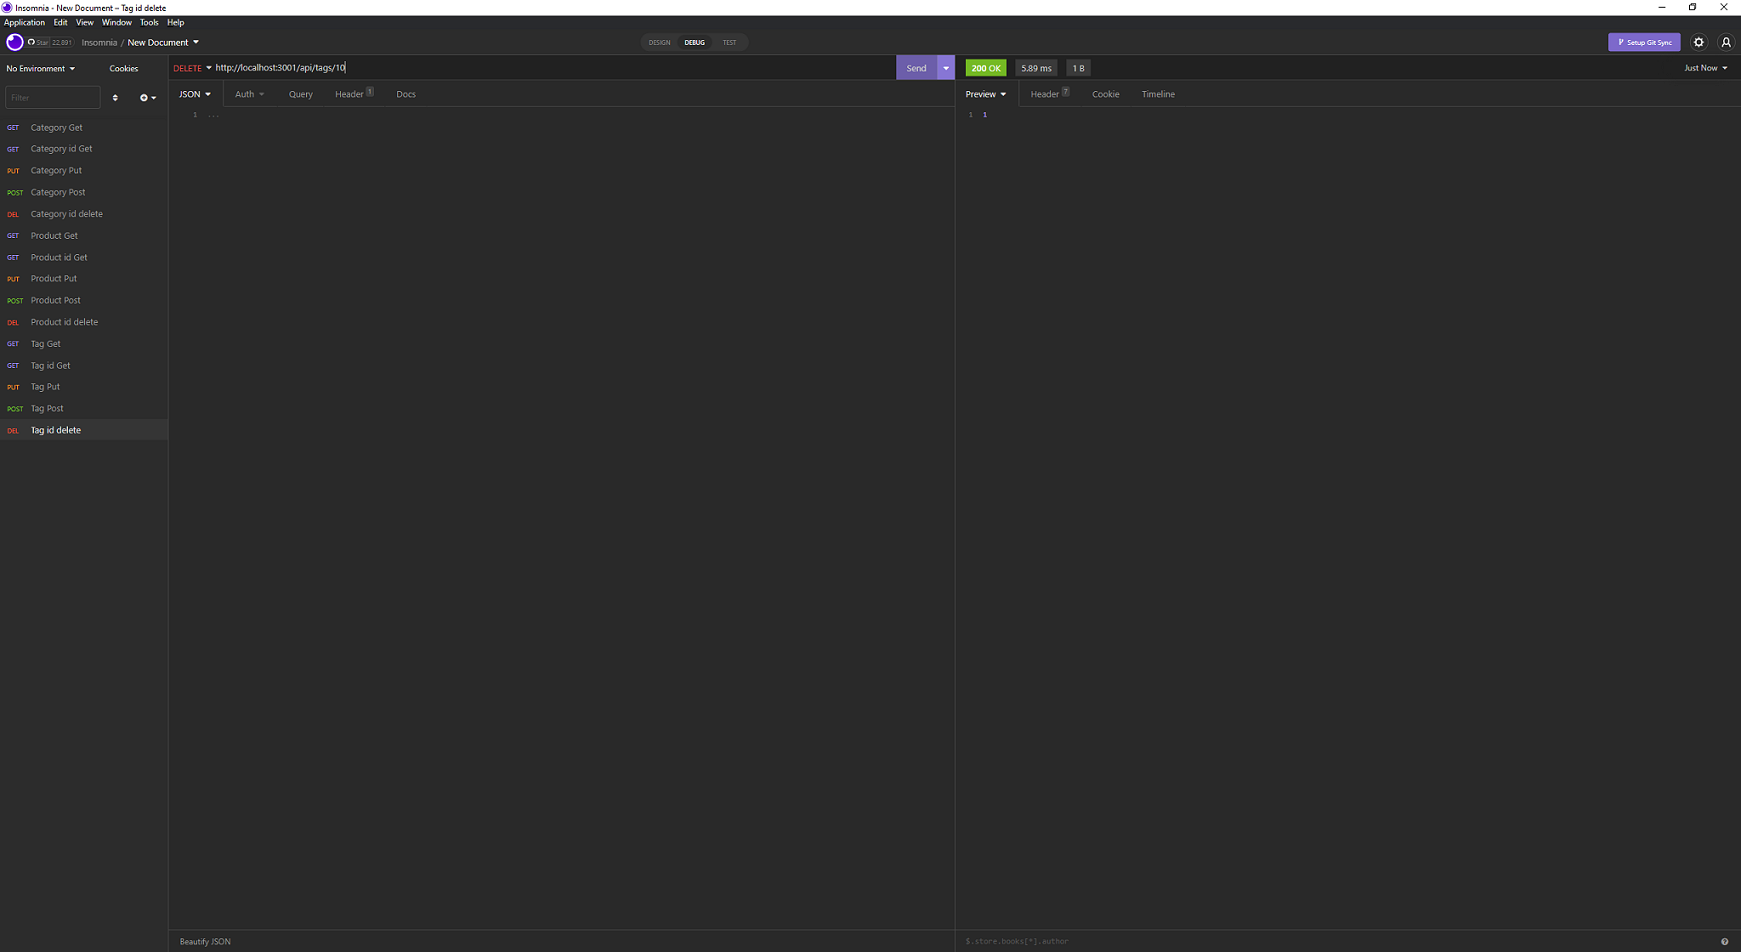 Insomnia - New Document – Tag id delete
Application Edit View Window Tools Help
Star 22,891 Insomnia / New Document DESIGN DEBUG TEST Setup Git Sync
No Environment Cookies DELETE http://localhost:3001/api/tags/10 Send 200 OK 5.89 ms 1 B Just Now
Filter JSON Auth Query Header 1 Docs Preview Header 7 Cookie Timeline
1 ... 1 1
GET Category Get
GET Category id Get
PUT Category Put
POST Category Post
DEL Category id delete
GET Product Get
GET Product id Get
PUT Product Put
POST Product Post
DEL Product id delete
GET Tag Get
GET Tag id Get
PUT Tag Put
POST Tag Post
DEL Tag id delete
Beautify JSON $.store.books[*].author